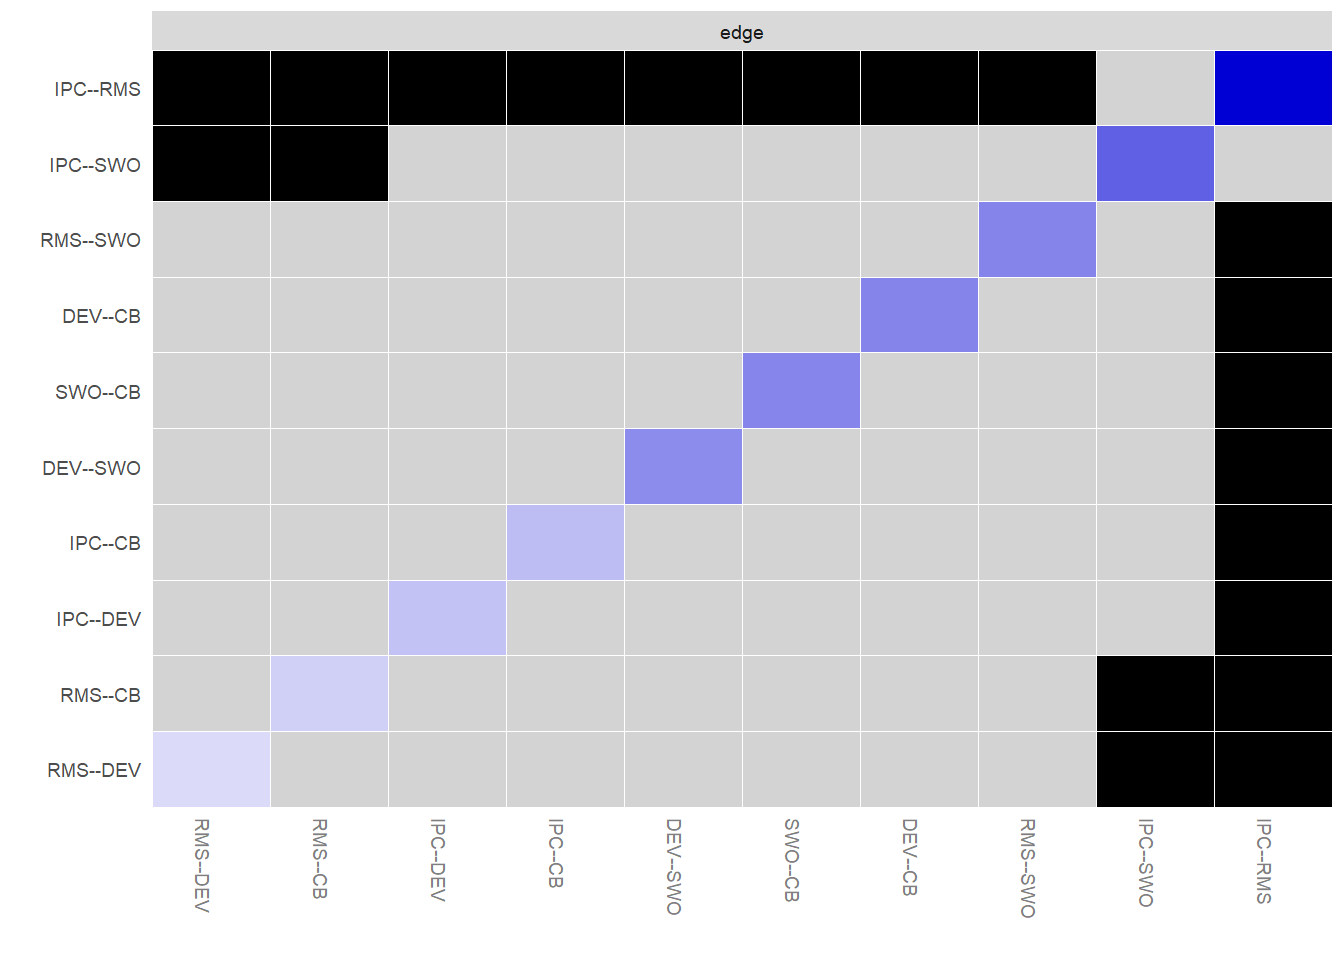 edge
IPC--RMS
IPC--SWO
RMS--SWO
DEV--CB
SWO--CB
DEV--SWO
IPC--CB
IPC--DEV
RMS--CB
RMS--DEV
RMS--DEV
RMS--CB
IPC--DEV
IPC--CB
DEV--SWO
SWO--CB
DEV--CB
RMS--SWO
IPC--SWO
IPC--RMS